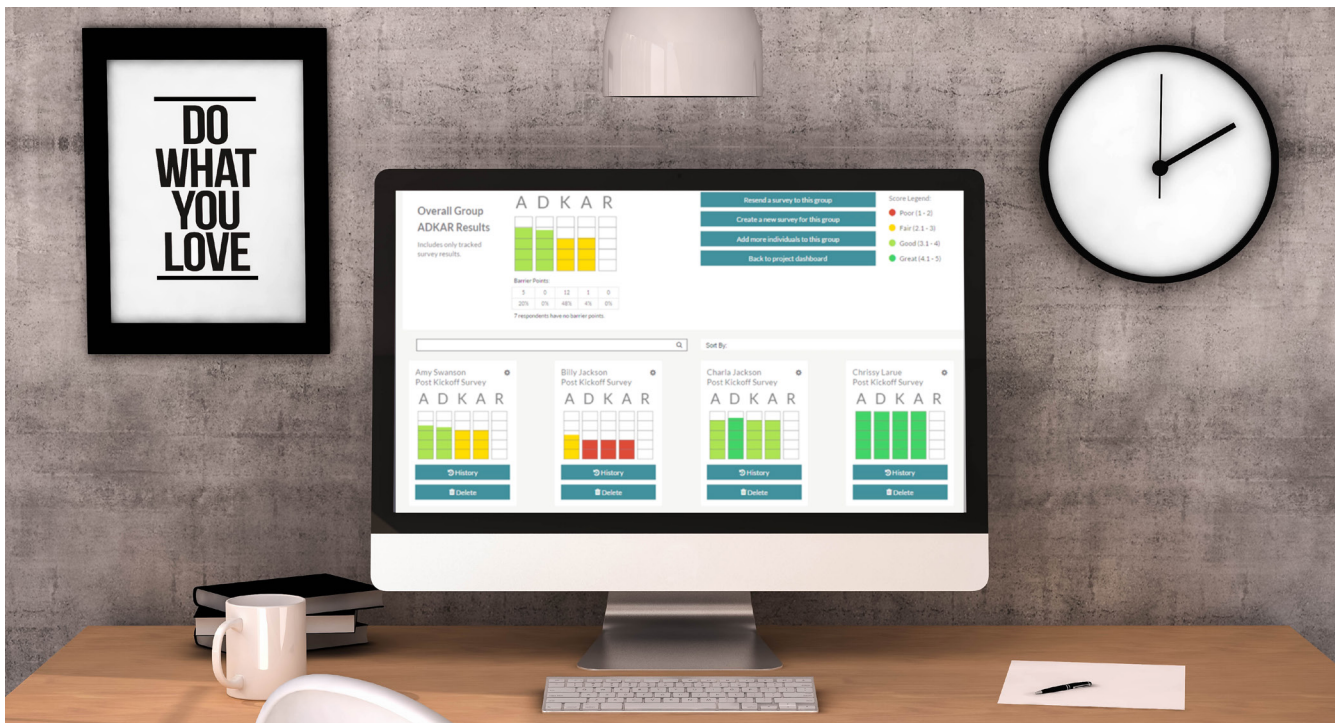 DO
WHAT
YOU
LOVE
Overall Group
ADKAR Results
Includes only tracked
survey results.
A D K A R
Barrier Points:
5 0 12 1 0
20% 0% 48% 4% 0%
7 respondents have no barrier points.
Resend a survey to this group
Create a new survey for this group
Add more individuals to this group
Back to project dashboard
Score Legend:
Poor (1 - 2)
Fair (2.1 - 3)
Good (3.1 - 4)
Great (4.1 - 5)
Sort By:
Amy Swanson
Post Kickoff Survey
A D K A R
History
Delete
Billy Jackson
Post Kickoff Survey
A D K A R
History
Delete
Charla Jackson
Post Kickoff Survey
A D K A R
History
Delete
Chrissy Larue
Post Kickoff Survey
A D K A R
History
Delete